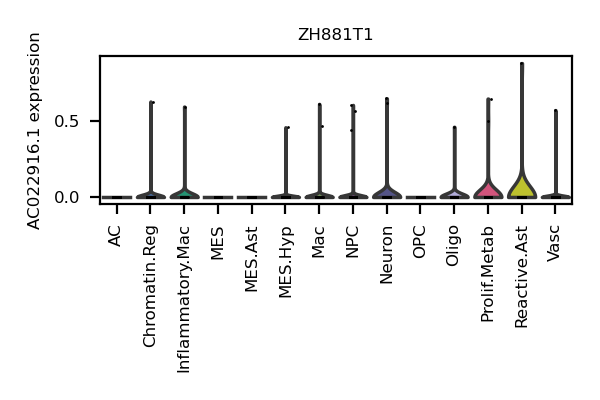 ZH881T1
AC022916.1 expression
0.5
0.0
AC
Chromatin.Reg
Inflammatory.Mac
MES
MES.Ast
MES.Hyp
Mac
NPC
Neuron
OPC
Oligo
Prolif.Metab
Reactive.Ast
Vasc